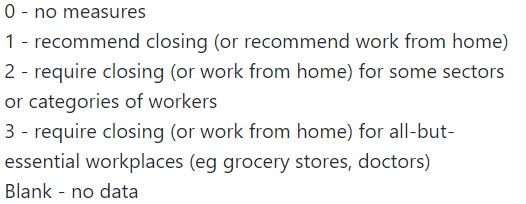 0 - no measures
1 - recommend closing (or recommend work from home)
2 - require closing (or work from home) for some sectors
or categories of workers
3 - require closing (or work from home) for all-but-
essential workplaces (eg grocery stores, doctors)
Blank - no data